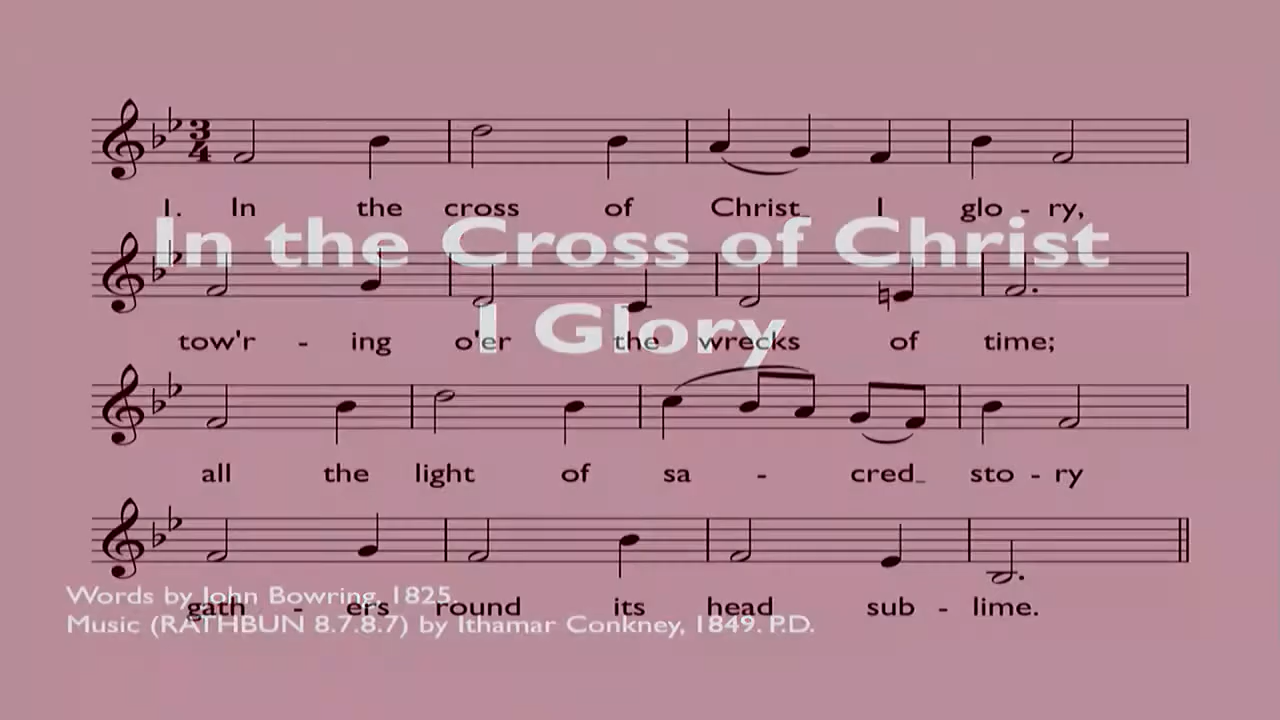 3
4
1. In the cross of Christ_ I glo - ry,
In the Cross of Christ
I Glory
tow'r - ing o'er the wrecks of time;
all the light of sa - cred_ sto - ry
Words by John Bowring, 1825.
gath - ers round its head sub - lime.
Music (RATHBUN 8.7.8.7) by Ithamar Conkney, 1849. P.D.